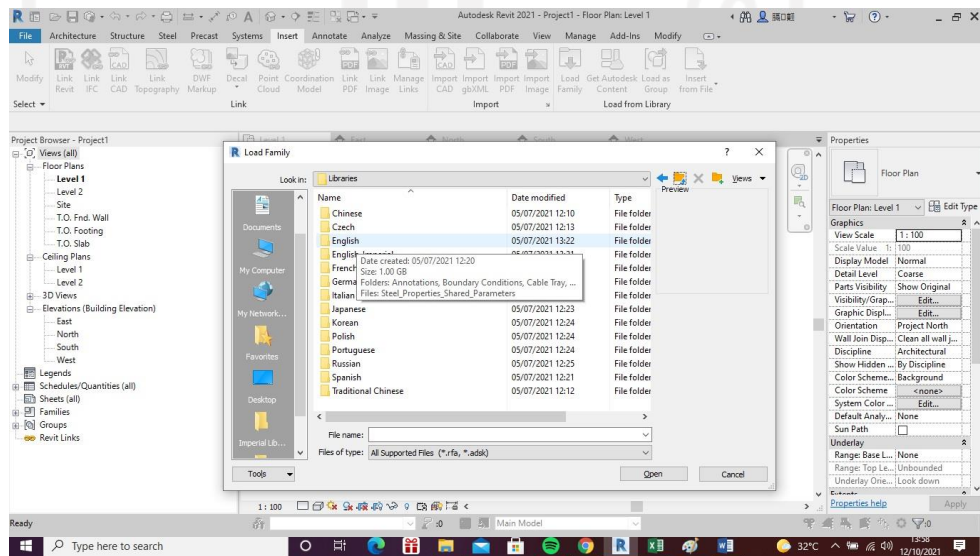 Autodesk Revit 2021 - Project1 - Floor Plan: Level 1
File Architecture Structure Steel Precast Systems Insert Annotate Analyze Massing & Site Collaborate View Manage Add-Ins Modify
Modify Link Revit Link IFC Link CAD Link Topography DWF Markup Decal Point Cloud Coordination Model Link PDF Link Image Manage Links Import CAD Import gbXML Import PDF Import Image Load Family Get Autodesk Content Load as Group Insert from File
Select Link Import Load from Library
Project Browser - Project1
Views (all)
Floor Plans
Level 1
Level 2
Site
T.O. Fnd. Wall
T.O. Footing
T.O. Slab
Ceiling Plans
Level 1
Level 2
3D Views
Elevations (Building Elevation)
East
North
South
West
Legends
Schedules/Quantities (all)
Sheets (all)
Families
Groups
Revit Links
Level 1 East North South West
Load Family ? X
Look in: Libraries Views
Preview
Documents
My Computer
My Network...
Favorites
Desktop
Imperial Lib...
Name Date modified Type
Chinese 05/07/2021 12:10 File folder
Czech 05/07/2021 12:13 File folder
English 05/07/2021 13:22 File folder
File folder
French File folder
Germa File folder
Italian File folder
Japanese 05/07/2021 12:23 File folder
Korean 05/07/2021 12:24 File folder
Polish 05/07/2021 12:24 File folder
Portuguese 05/07/2021 12:24 File folder
Russian 05/07/2021 12:25 File folder
Spanish 05/07/2021 12:21 File folder
Traditional Chinese 05/07/2021 12:12 File folder
Date created: 05/07/2021 12:20
Size: 1.00 GB
Folders: Annotations, Boundary Conditions, Cable Tray, ...
Files: Steel_Properties_Shared_Parameters
File name:
Files of type: All Supported Files (*.rfa, *.adsk)
Tools Open Cancel
Properties
Floor Plan
Floor Plan: Level 1 Edit Type
Graphics
View Scale 1 : 100
Scale Value 1: 100
Display Model Normal
Detail Level Coarse
Parts Visibility Show Original
Visibility/Grap... Edit...
Graphic Displ... Edit...
Orientation Project North
Wall Join Disp... Clean all wall j...
Discipline Architectural
Show Hidden ... By Discipline
Color Scheme... Background
Color Scheme <none>
System Color ... Edit...
Default Analy... None
Sun Path
Underlay
Range: Base L... None
Range: Top Le... Unbounded
Underlay Orie... Look down
Extents
Properties help Apply
1 : 100
Ready :0 Main Model :0
Type here to search
32°C 13:58
12/10/2021